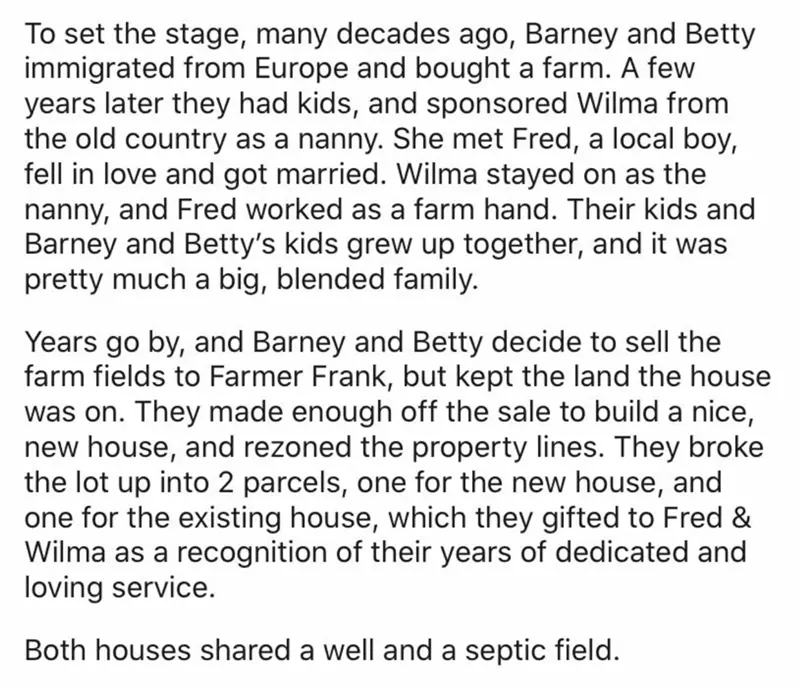 To set the stage, many decades ago, Barney and Betty
immigrated from Europe and bought a farm. A few
years later they had kids, and sponsored Wilma from
the old country as a nanny. She met Fred, a local boy,
fell in love and got married. Wilma stayed on as the
nanny, and Fred worked as a farm hand. Their kids and
Barney and Betty’s kids grew up together, and it was
pretty much a big, blended family.
Years go by, and Barney and Betty decide to sell the
farm fields to Farmer Frank, but kept the land the house
was on. They made enough off the sale to build a nice,
new house, and rezoned the property lines. They broke
the lot up into 2 parcels, one for the new house, and
one for the existing house, which they gifted to Fred &
Wilma as a recognition of their years of dedicated and
loving service.
Both houses shared a well and a septic field.